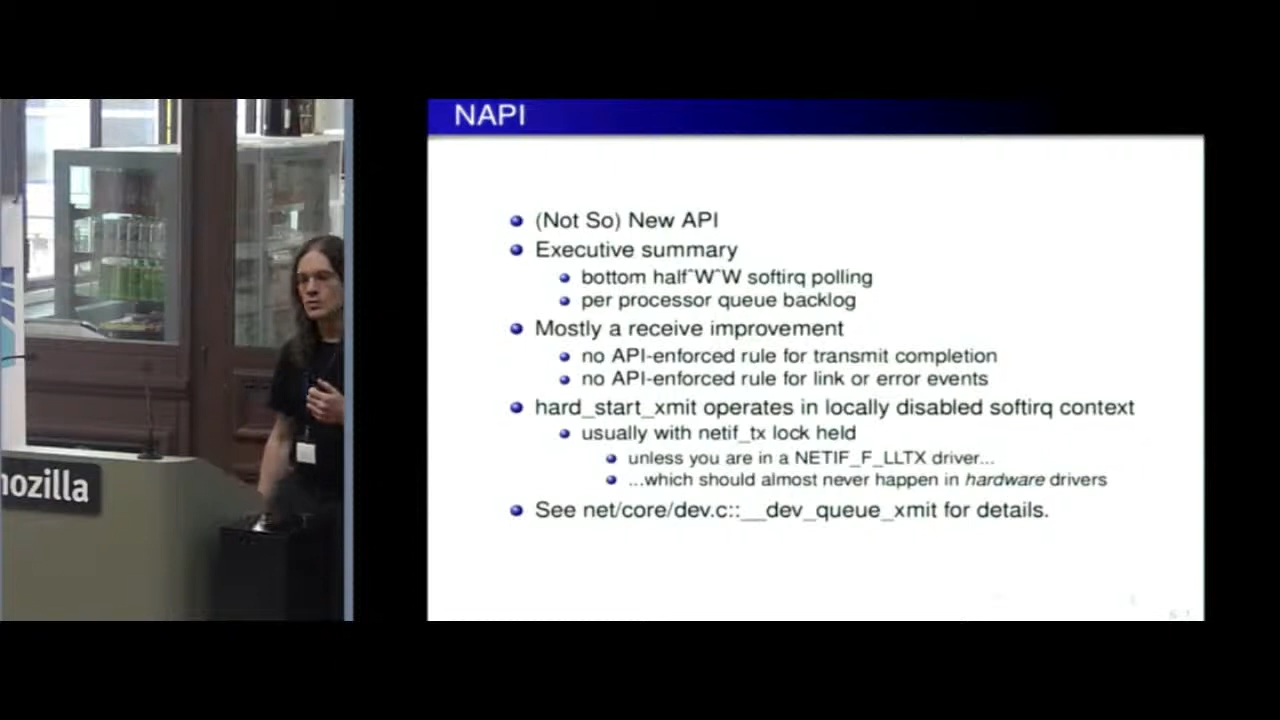 NAPI
(Not So) New API
Executive summary
bottom half^W^W softirq polling
per processor queue backlog
Mostly a receive improvement
no API-enforced rule for transmit completion
no API-enforced rule for link or error events
hard_start_xmit operates in locally disabled softirq context
usually with netif_tx lock held
unless you are in a NETIF_F_LLTX driver...
...which should almost never happen in hardware drivers
See net/core/dev.c::__dev_queue_xmit for details.
mozilla